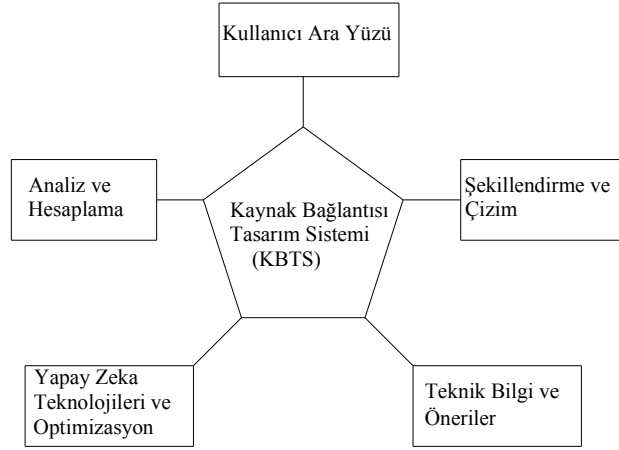 Kullanıcı Ara Yüzü
Analiz ve
Hesaplama
Şekillendirme ve
Çizim
Kaynak Bağlantısı
Tasarım Sistemi
(KBTS)
Yapay Zeka
Teknolojileri ve
Optimizasyon
Teknik Bilgi ve
Öneriler